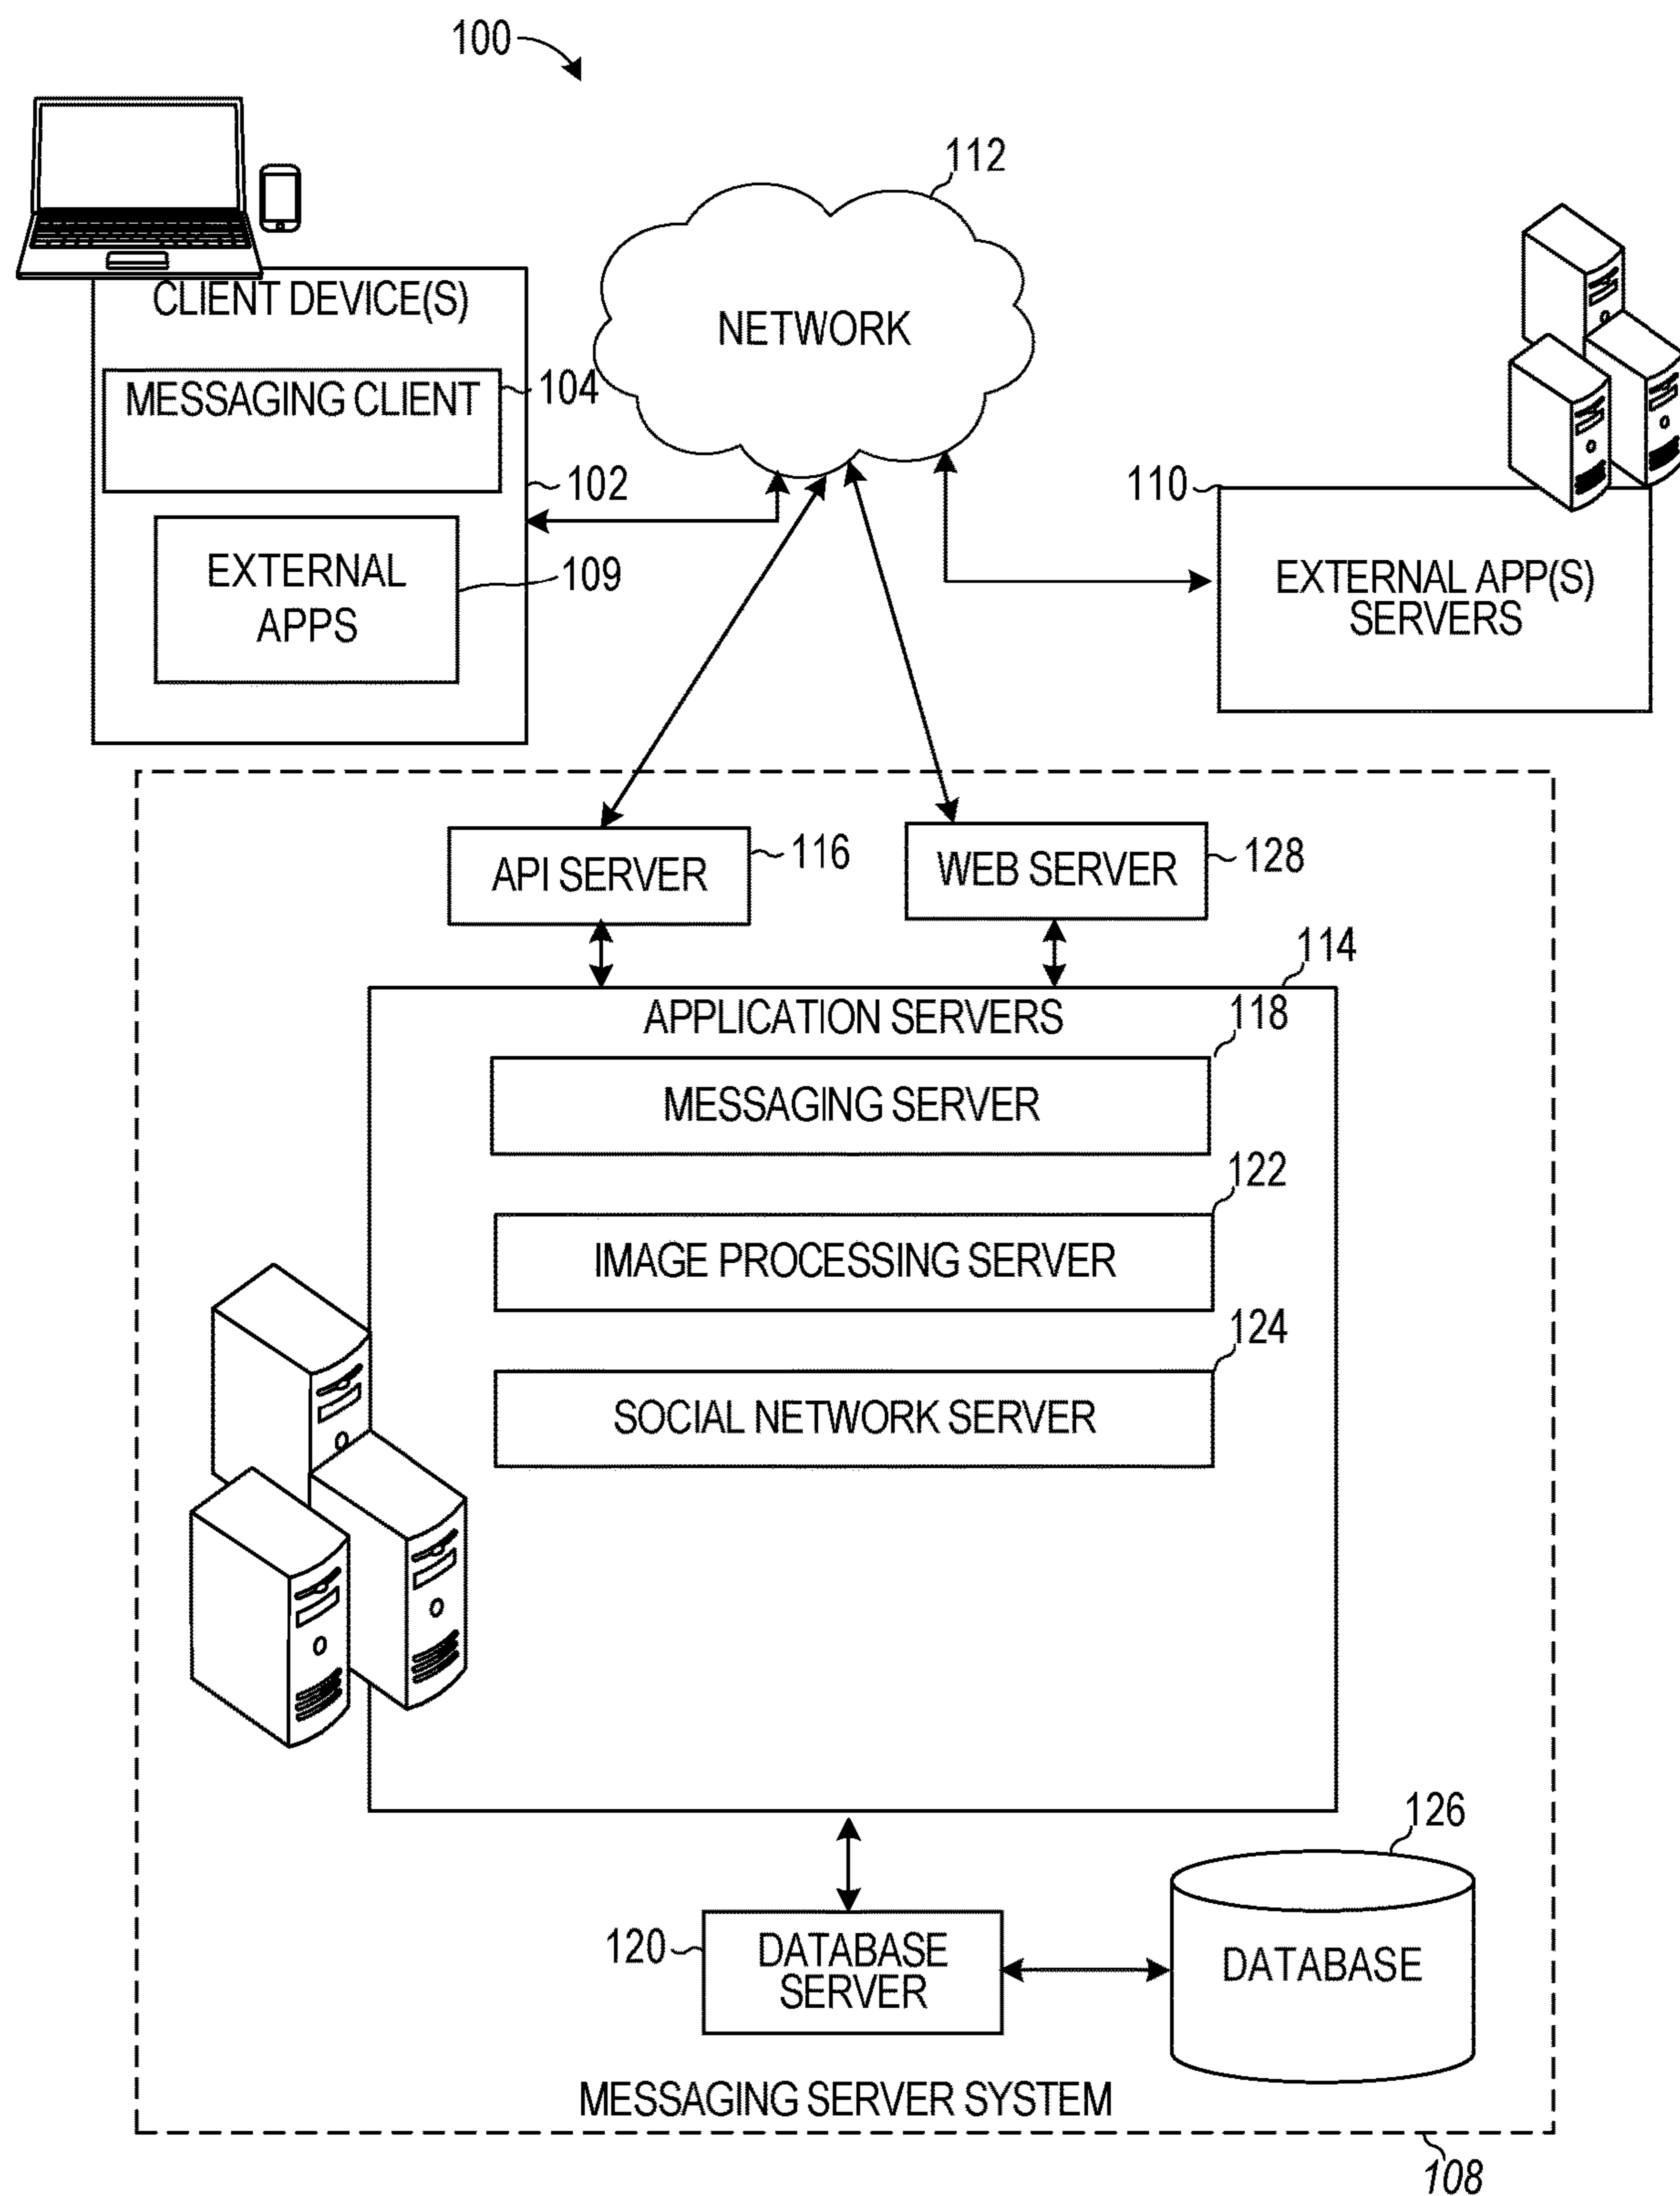 100
112
CLIENT DEVICE(S)
NETWORK
MESSAGING CLIENT
104
102
110
EXTERNAL
APPS
109
EXTERNAL APP(S)
SERVERS
API SERVER
116
WEB SERVER
128
114
APPLICATION SERVERS
118
MESSAGING SERVER
122
IMAGE PROCESSING SERVER
124
SOCIAL NETWORK SERVER
126
120
DATABASE
SERVER
DATABASE
MESSAGING SERVER SYSTEM
108